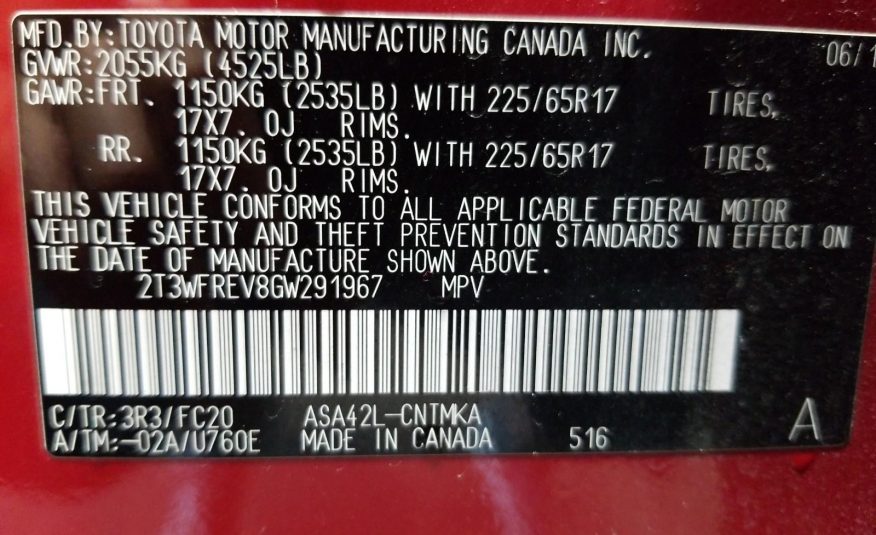 MFD.BY:TOYOTA MOTOR MANUFACTURING CANADA INC. 06/1
GVWR:2055KG (4525LB)
GAWR:FRT. 1150KG (2535LB) WITH 225/65R17 TIRES,
17X7. 0J RIMS.
RR. 1150KG (2535LB) WITH 225/65R17 TIRES,
17X7. 0J RIMS.
THIS VEHICLE CONFORMS TO ALL APPLICABLE FEDERAL MOTOR
VEHICLE SAFETY AND THEFT PREVENTION STANDARDS IN EFFECT ON
THE DATE OF MANUFACTURE SHOWN ABOVE.
2T3WFREV8GW291967 MPV
C/TR:3R3/FC20 ASA42L-CNTMKA A
A/TM:-02A/U760E MADE IN CANADA 516